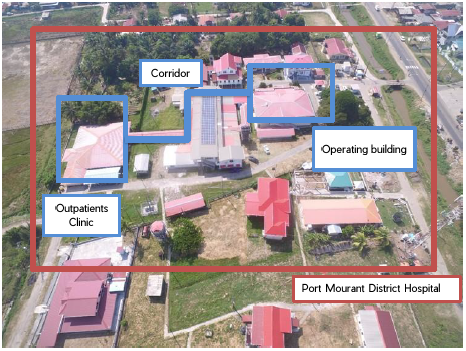 Corridor
Operating building
Outpatients
Clinic
Port Mourant District Hospital